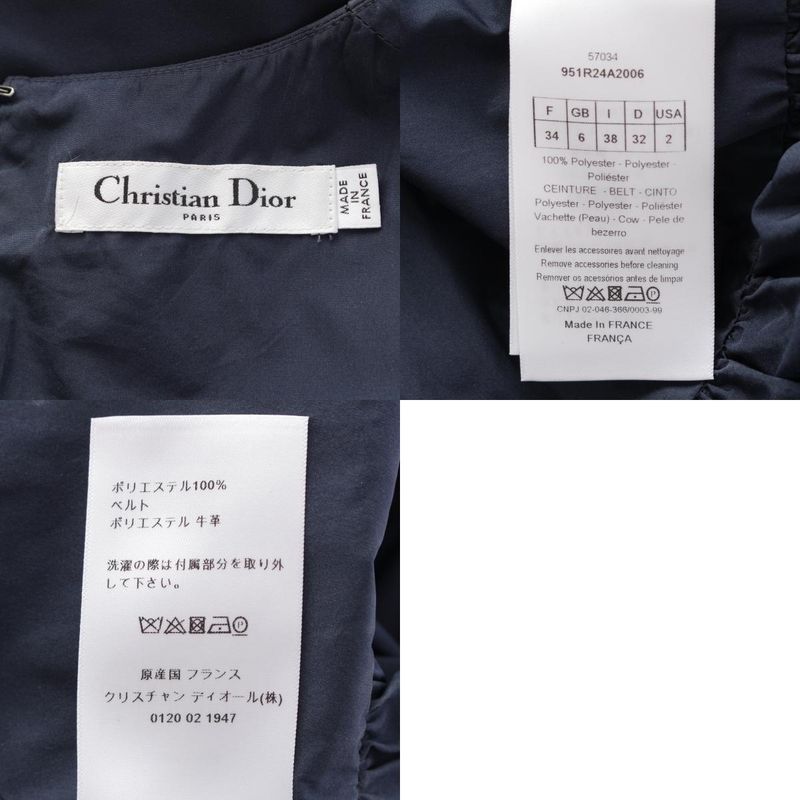 Christian Dior
PARIS
MADE
IN
FRANCE
57034
951R24A2006
F GB I D USA
34 6 38 32 2
100% Polyester - Polyester -
Poliéster
CEINTURE - BELT - CINTO
Polyester - Polyester - Poliéster
Vachette (Peau) - Cow - Pele de
bezerro
Enlever les accessoires avant nettoyage
Remove accessories before cleaning
Remover os acessórios antes de limpar
P
CNPJ 02-046-366/0003-99
Made In FRANCE
FRANÇA
ポリエステル100%
ベルト
ポリエステル 牛革
洗濯の際は付属部分を取り外
して下さい。
P
原産国 フランス
クリスチャン ディオール(株)
0120 02 1947